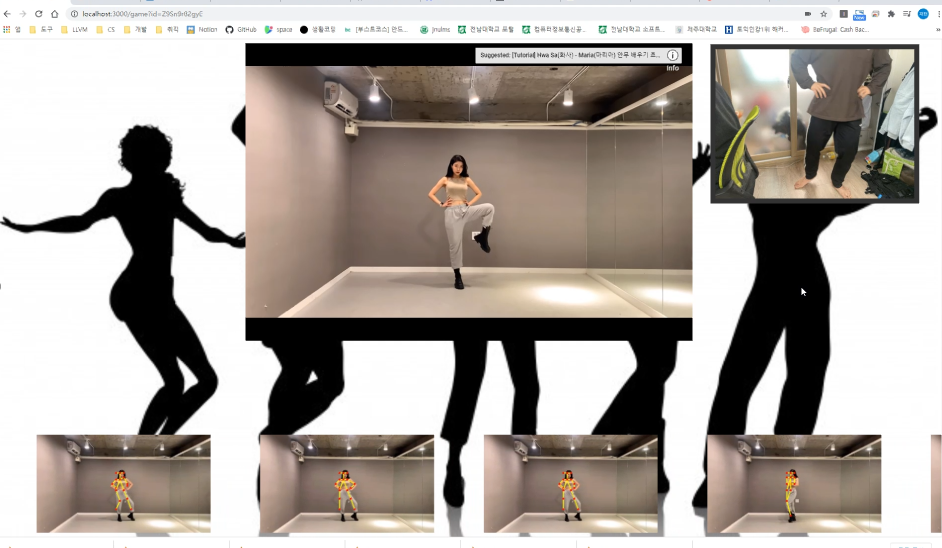 localhost:3000/game?id=Z9Sn9r0ZgyE
앱
도구
LLVM
CS
개발
취직
Notion
GitHub
space
생활코딩
[부스트코스] 안드...
jnulms
전남대학교 포털
컴퓨터정보통신공...
전남대학교 소프트...
제주대학교
토익인강1위 해커...
BeFrugal: Cash Bac...
New
Suggested: [Tutorial] Hwa Sa(화사) - Maria(마리아) 안무 배우기 프...
Info